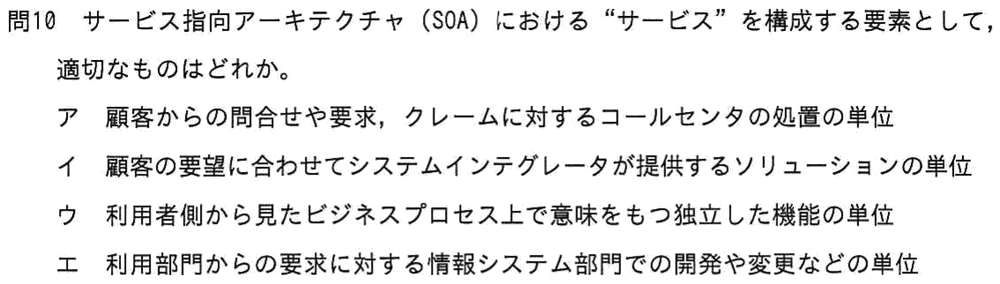 問10　サービス指向アーキテクチャ（SOA）における“サービス”を構成する要素として，
適切なものはどれか。
ア　顧客からの問合せや要求，クレームに対するコールセンタの処置の単位
イ　顧客の要望に合わせてシステムインテグレータが提供するソリューションの単位
ウ　利用者側から見たビジネスプロセス上で意味をもつ独立した機能の単位
エ　利用部門からの要求に対する情報システム部門での開発や変更などの単位